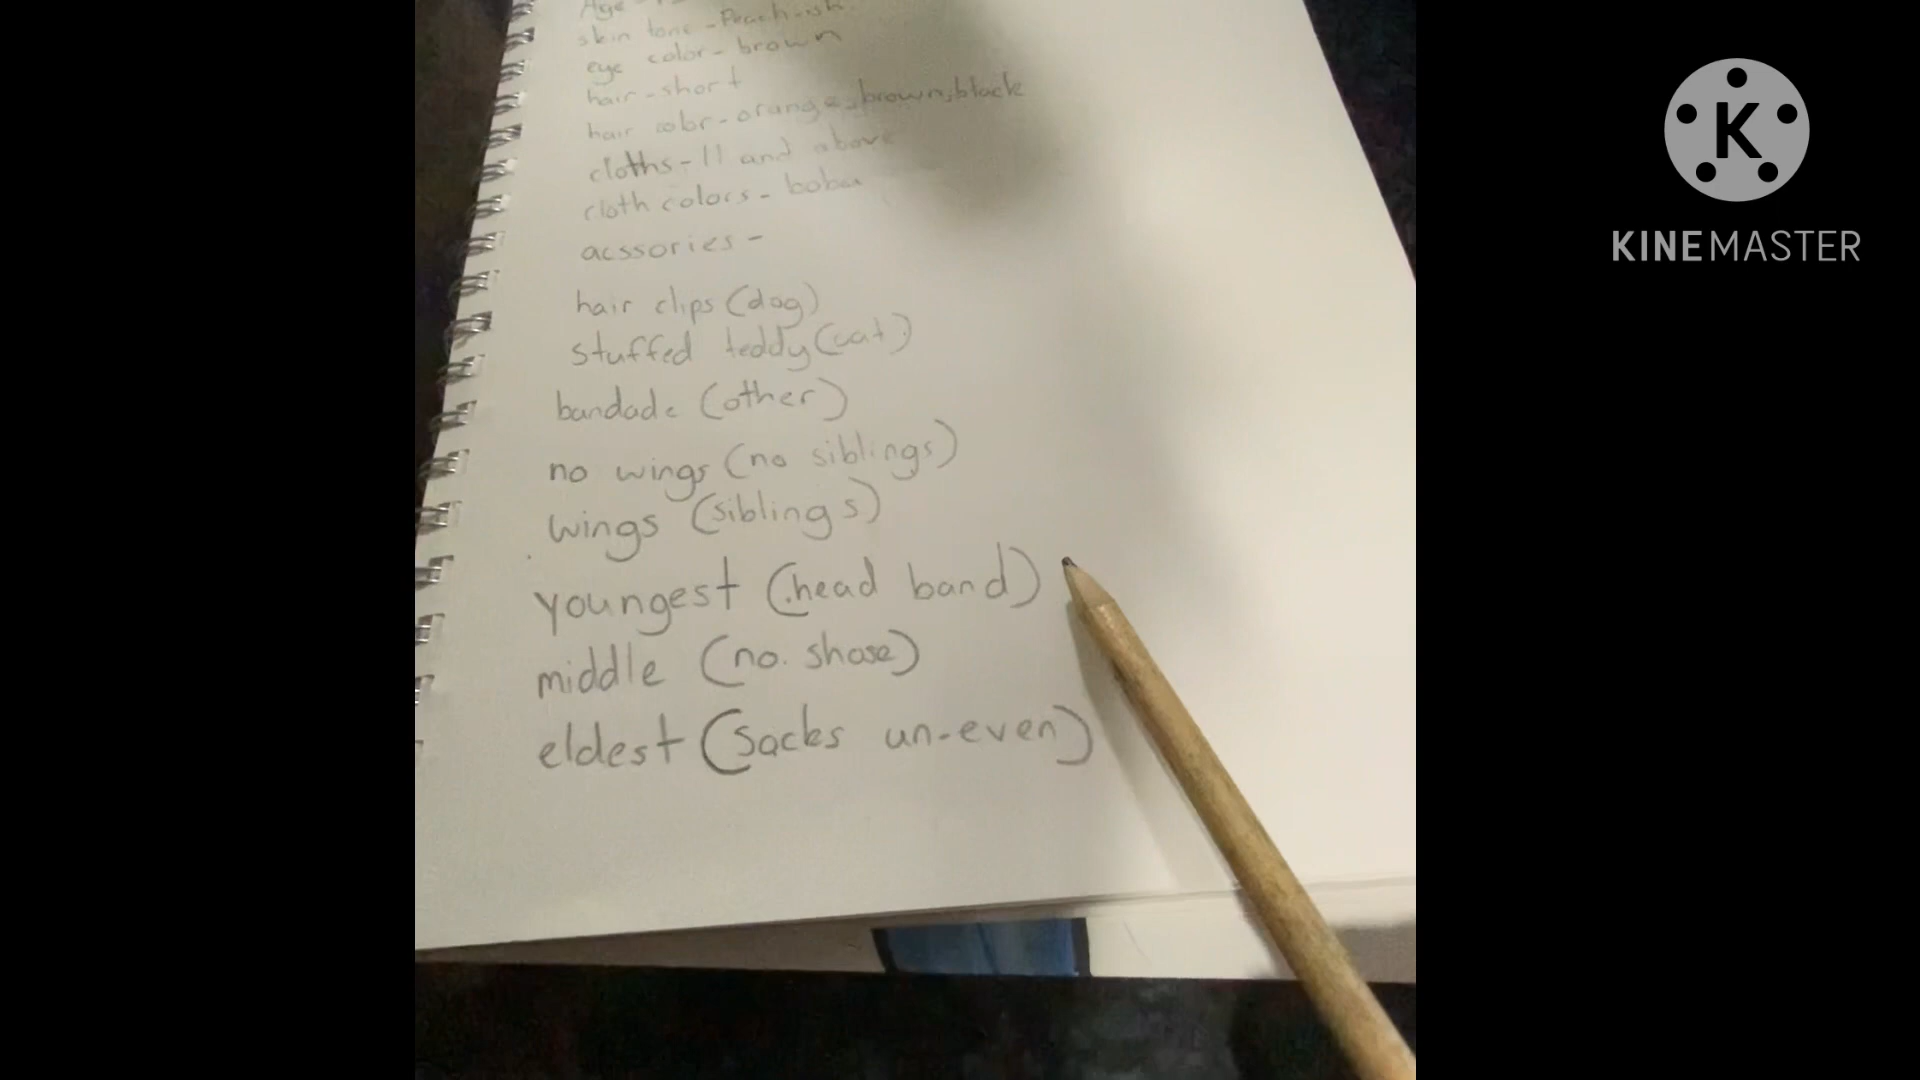 Age -
skin tone - Peach-ish
eye color - brown
hair - short
hair color - orange, brown, black
cloths - 11 and above
cloth colors - boba
acssories -
hair clips (dog)
stuffed teddy (cat)
bandade (other)
no wings (no siblings)
wings (siblings)
youngest (head band)
middle (no. shose)
eldest (sacks un-even)
K
KINEMASTER